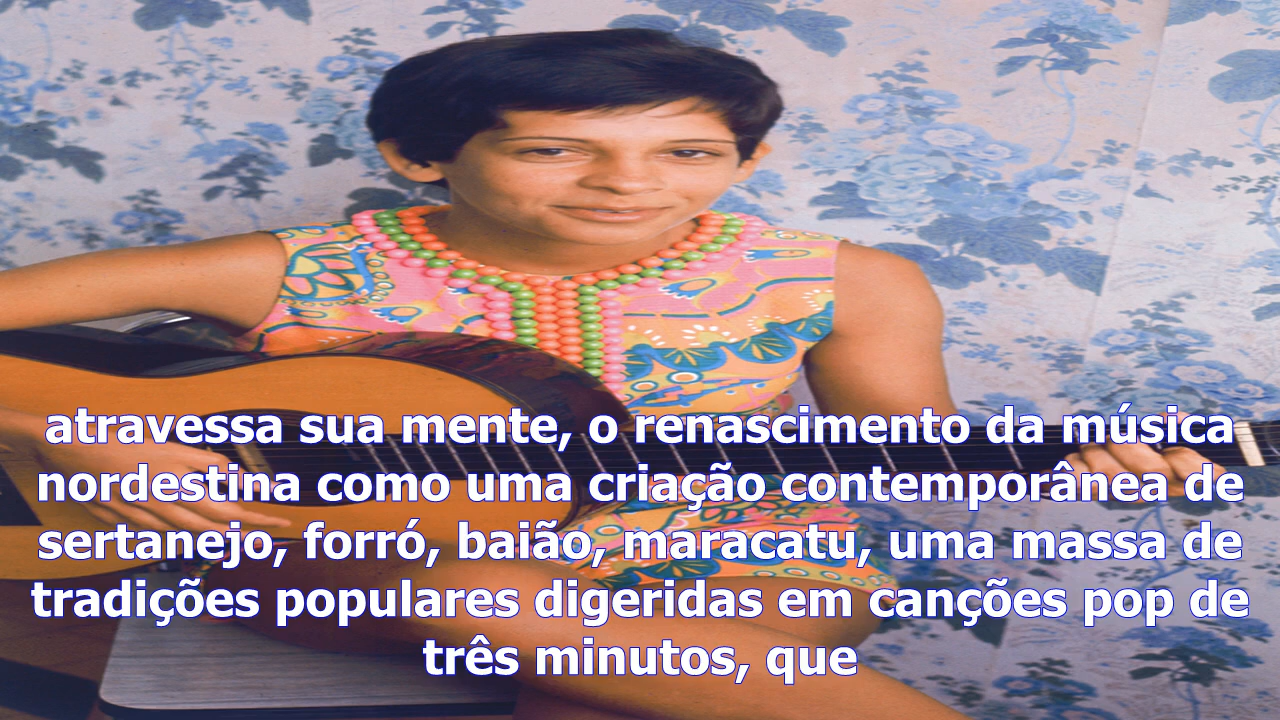 atravessa sua mente, o renascimento da música
nordestina como uma criação contemporânea de
sertanejo, forró, baião, maracatu, uma massa de
tradições populares digeridas em canções pop de
três minutos, que